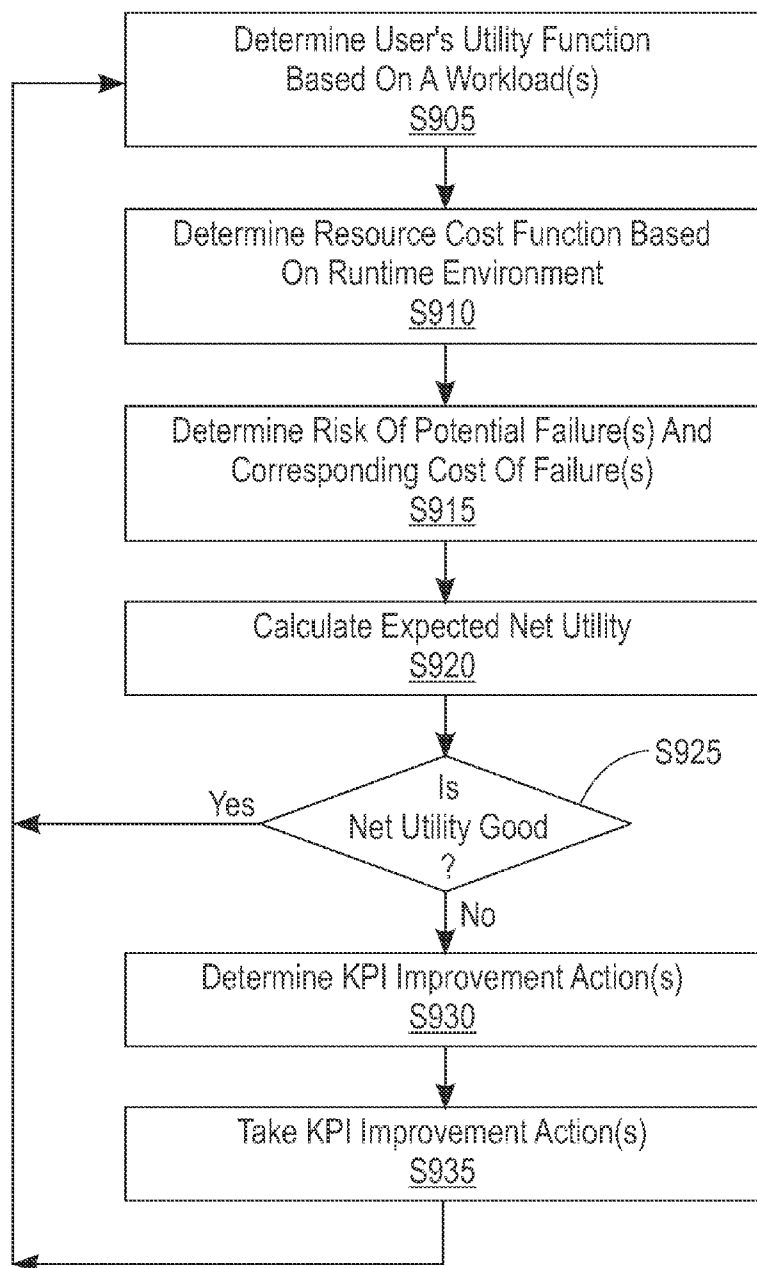 Determine User's Utility Function
Based On A Workload(s)
S905
Determine Resource Cost Function Based
On Runtime Environment
S910
Determine Risk Of Potential Failure(s) And
Corresponding Cost Of Failure(s)
S915
Calculate Expected Net Utility
S920
S925
Is
Yes
Net Utility Good
?
No
Determine KPI Improvement Action(s)
S930
Take KPI Improvement Action(s)
S935